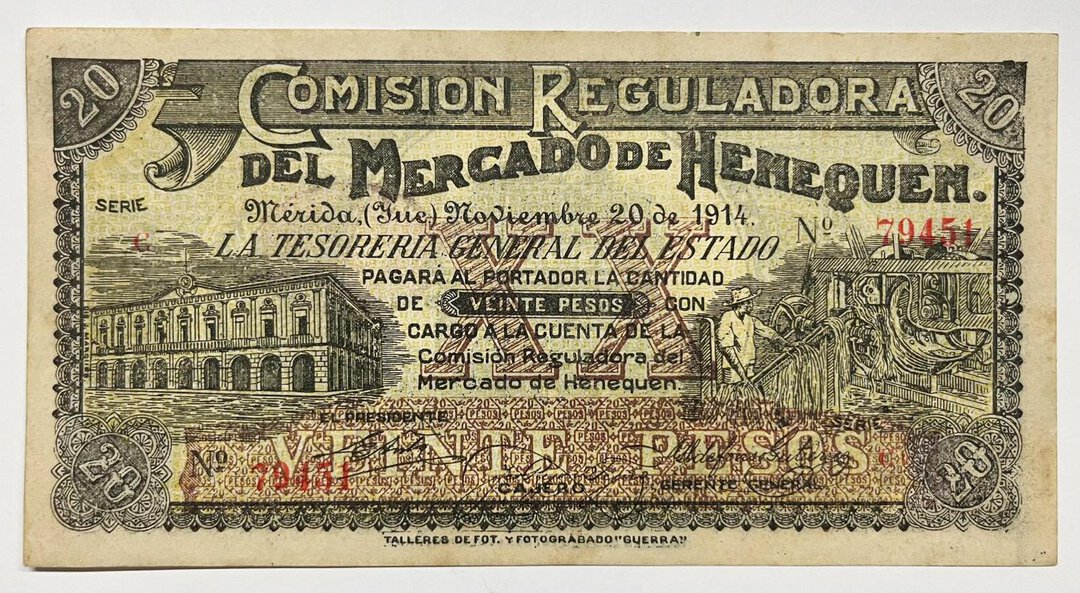 20 20
COMISION REGULADORA
DEL MERCADO DE HENEQUEN.
SERIE
C
Mérida, (Yuc) Noviembre 20 de 1914.
Nº 79451
LA TESORERIA GENERAL DEL ESTADO
PAGARÁ AL PORTADOR LA CANTIDAD
DE VEINTE PESOS CON
CARGO A LA CUENTA DE LA
Comisión Reguladora del
Mercado de Henequen.
XX
EL PRESIDENTE
SERIE
C
VEINTE PESOS
Nº 79451
CAJERO
GERENTE GENERAL
20 20
TALLERES DE FOT. Y FOTOGRABADO "GUERRA"